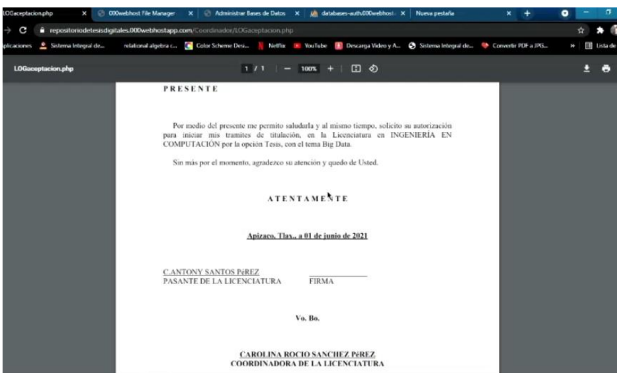 LOGaceptacion.php
000webhost File Manager
Administrar Bases de Datos
databases-auth.000webhost
Nueva pestaña
repositoriodetesisdigitales.000webhostapp.com/Coordinador/LOGaceptacion.php
plicaciones
Sistema Integral de...
relational algebra c...
Color Scheme Desi...
Netflix
YouTube
Descarga Video y A...
Sistema Integral de...
Convertir PDF a JPG...
Lista de
LOGaceptacion.php
1 / 1
100%
PRESENTE
Por medio del presente me permito saludarla y al mismo tiempo, solicito su autorización
para iniciar mis tramites de titulación, en la Licenciatura en INGENIERÍA EN
COMPUTACIÓN por la opción Tesis, con el tema Big Data.
Sin más por el momento, agradezco su atención y quedo de Usted.
ATENTAMENTE
Apizaco, Tlax., a 01 de junio de 2021
C.ANTONY SANTOS PéREZ
PASANTE DE LA LICENCIATURA FIRMA
Vo. Bo.
CAROLINA ROCIO SANCHEZ PéREZ
COORDINADORA DE LA LICENCIATURA